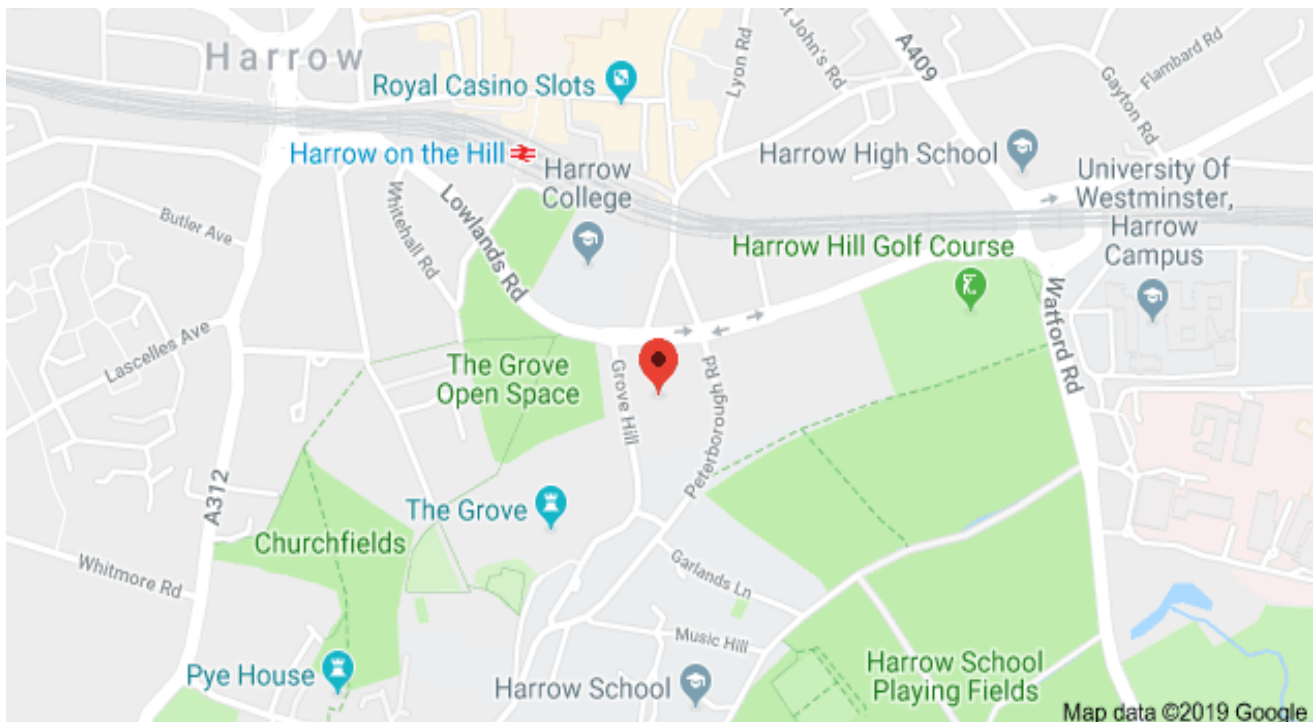 Harrow
Royal Casino Slots
Lyon Rd
John's Rd
A409
Gayton Rd
Flambard Rd
Harrow on the Hill
Harrow
College
Harrow High School
University Of
Westminster,
Harrow
Campus
Butler Ave
Whitehall Rd
Lowlands Rd
Harrow Hill Golf Course
Watford Rd
Lascelles Ave
The Grove
Open Space
Grove Hill
Peterborough Rd
A312
The Grove
Churchfields
Whitmore Rd
Garlands Ln
Music Hill
Pye House
Harrow School
Harrow School
Playing Fields
Map data ©2019 Google